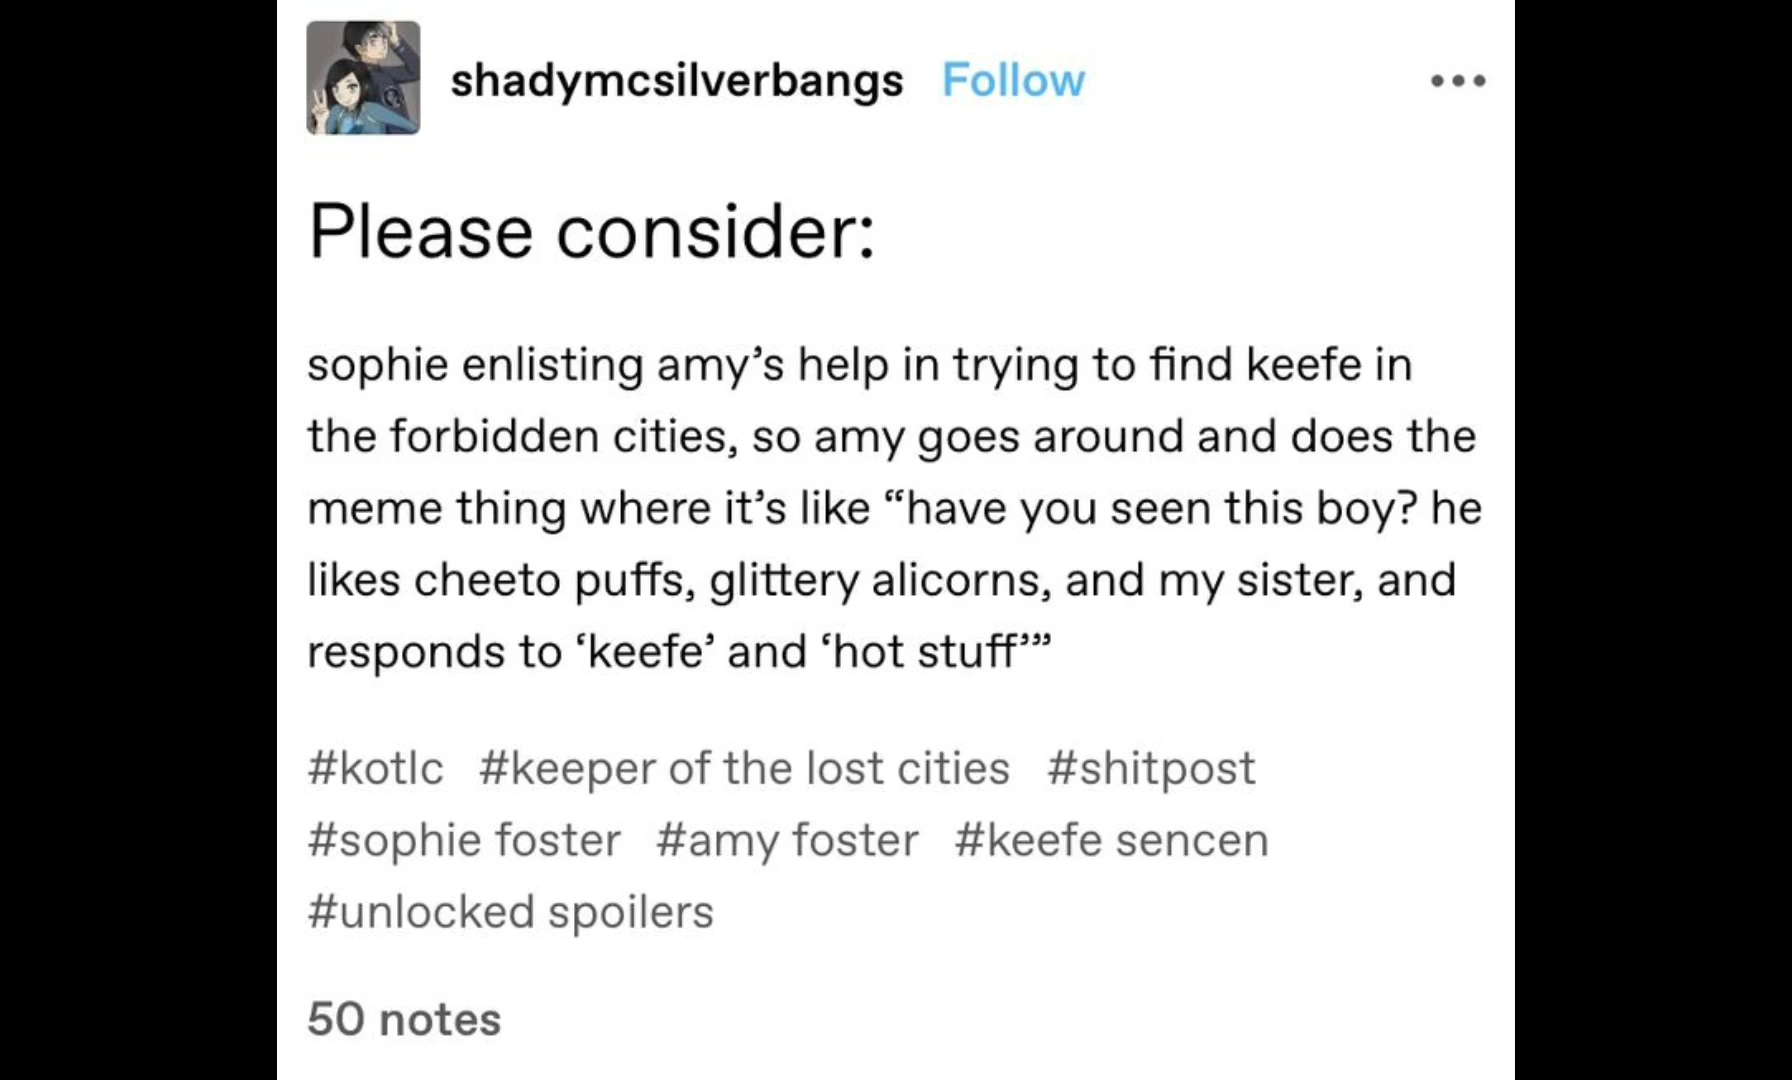 shadymcsilverbangs Follow
Please consider:
sophie enlisting amy’s help in trying to find keefe in
the forbidden cities, so amy goes around and does the
meme thing where it’s like “have you seen this boy? he
likes cheeto puffs, glittery alicorns, and my sister, and
responds to ‘keefe’ and ‘hot stuff’”
#kotlc #keeper of the lost cities #shitpost
#sophie foster #amy foster #keefe sencen
#unlocked spoilers
50 notes